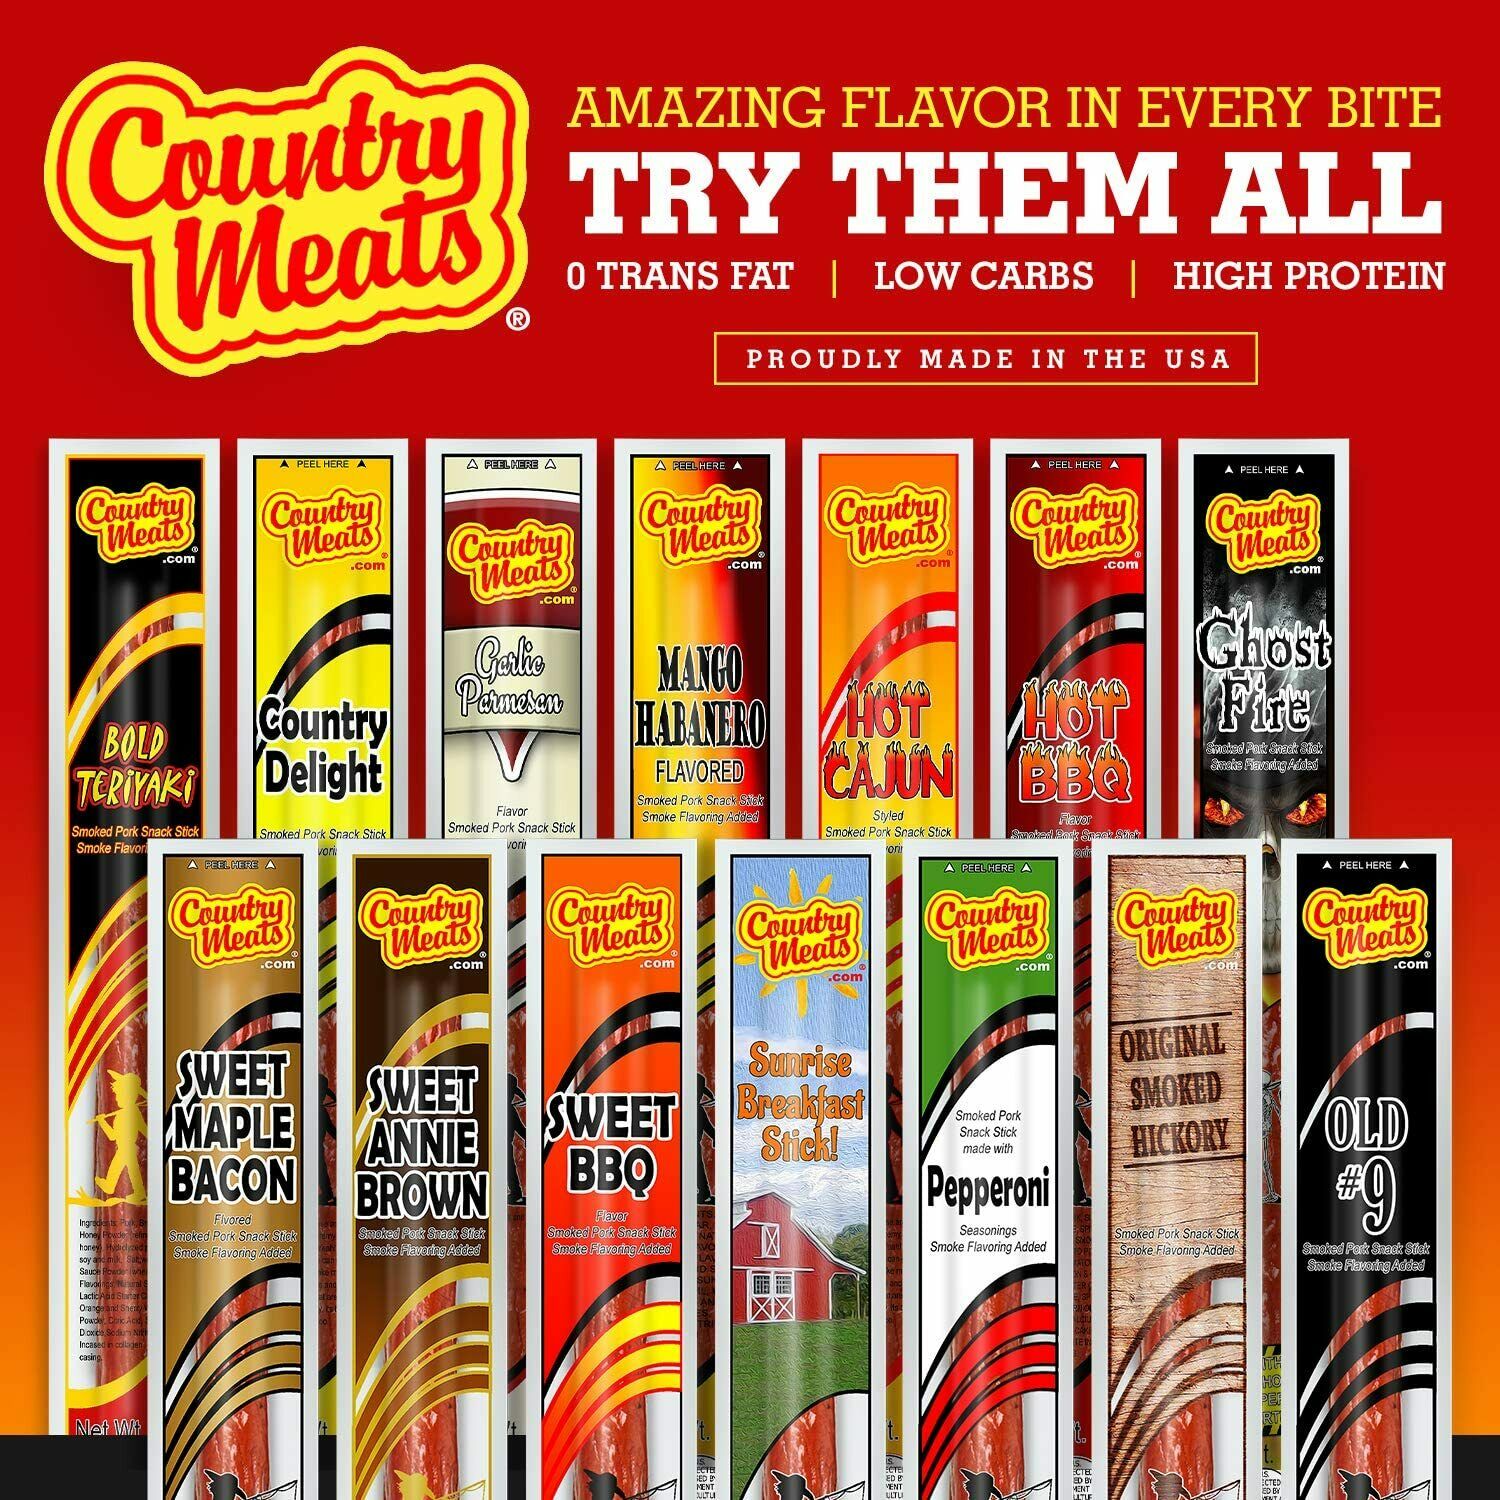 Country
Meats
®
AMAZING FLAVOR IN EVERY BITE
TRY THEM ALL
0 TRANS FAT | LOW CARBS | HIGH PROTEIN
PROUDLY MADE IN THE USA
Country
Meats
.com
BOLD
TERIYAKI
Smoked Pork Snack Stick
Smoke
PEEL HERE
Country
Meats
.com
Country
Delight
Smoked Pork Snack Stick
PEEL HERE
Country
Meats
.com
Garlic
Parmesan
Flavor
Smoked Pork Snack Stick
PEEL HERE
Country
Meats
.com
MANGO
HABANERO
FLAVORED
Smoked Pork Snack Stick
Smoke Flavoring Added
Country
Meats
.com
HOT
CAJUN
Styled
Smoked Pork Snack Stick
PEEL HERE
Country
Meats
.com
HOT
BBQ
Flavor
Smoked Pork Snack Stick
PEEL HERE
Country
Meats
.com
Ghost
Fire
Smoked Pork Snack Stick
Smoke Flavoring Added
PEEL HERE
Country
Meats
.com
SWEET
MAPLE
BACON
Flvored
Smoked Pork Snack Stick
Smoke Flavoring Added
Country
Meats
.com
SWEET
ANNIE
BROWN
Smoked Pork Snack Stick
Smoke Flavoring Added
Country
Meats
.com
SWEET
BBQ
Flavor
Smoked Pork Snack Stick
Smoke Flavoring Added
Country
Meats
.com
Sunrise
Breakfast
Stick!
PEEL HERE
Country
Meats
.com
Smoked Pork
Snack Stick
made with
Pepperoni
Seasonings
Smoke Flavoring Added
Country
Meats
.com
ORIGINAL
SMOKED
HICKORY
Smoked Pork Snack Stick
Smoke Flavoring Added
PEEL HERE
Country
Meats
.com
OLD
#9
Smoked Pork Snack Stick
Smoke Flavoring Added
Net Wt